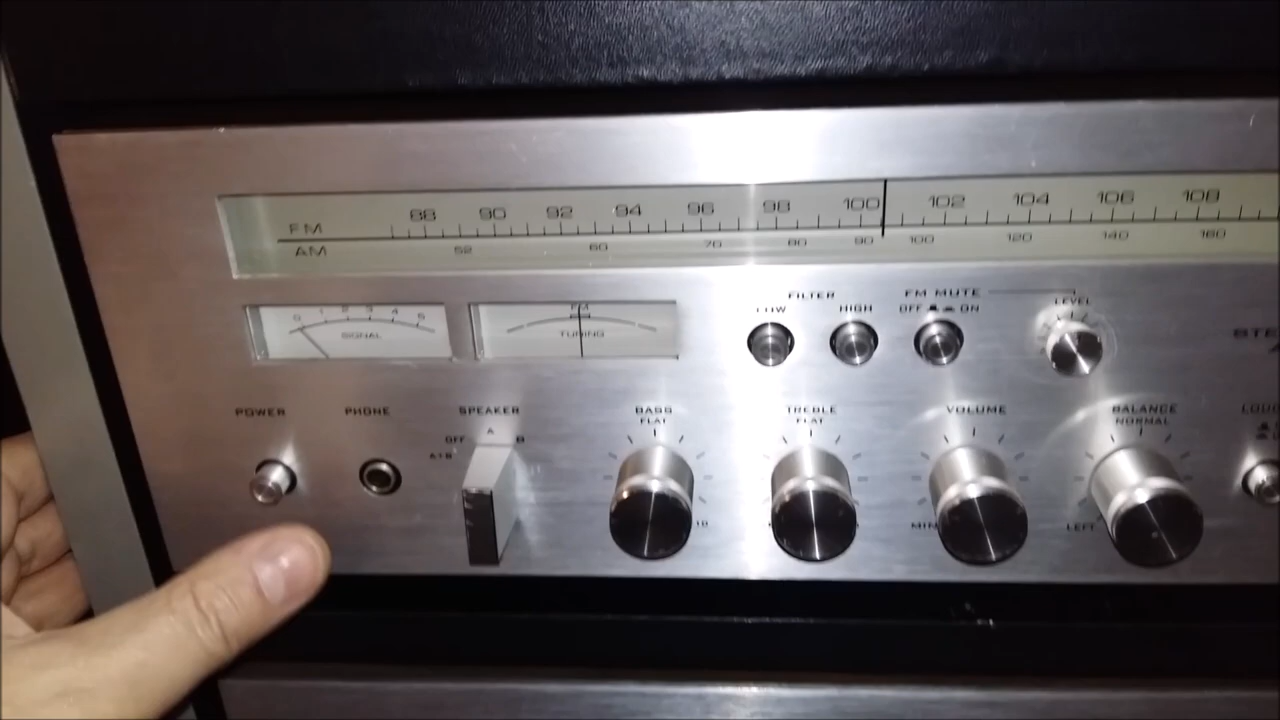 88 90 92 94 96 98 100 102 104 106 108
FM
AM
52 60 70 80 90 100 120 140 160
0 1 2 3 4 5
SIGNAL
FM
TUNING
FILTER
LOW HIGH
FM MUTE
OFF ON
LEVEL
POWER PHONE SPEAKER
OFF A B
A+B
BASS
FLAT
10
TREBLE
FLAT
VOLUME
MIN
BALANCE
NORMAL
LEFT